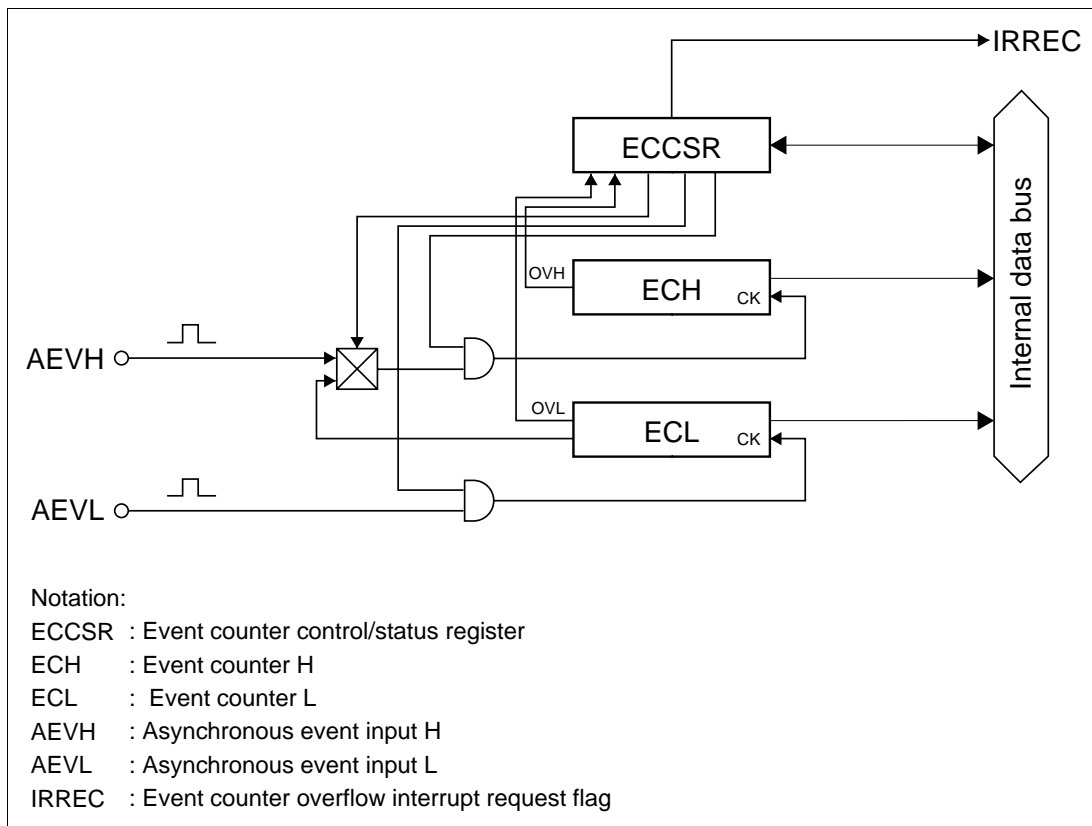 IRREC
ECCSR
OVH
ECH
CK
AEVH
OVL
ECL
CK
AEVL
Internal data bus
Notation:
ECCSR : Event counter control/status register
ECH : Event counter H
ECL : Event counter L
AEVH : Asynchronous event input H
AEVL : Asynchronous event input L
IRREC : Event counter overflow interrupt request flag